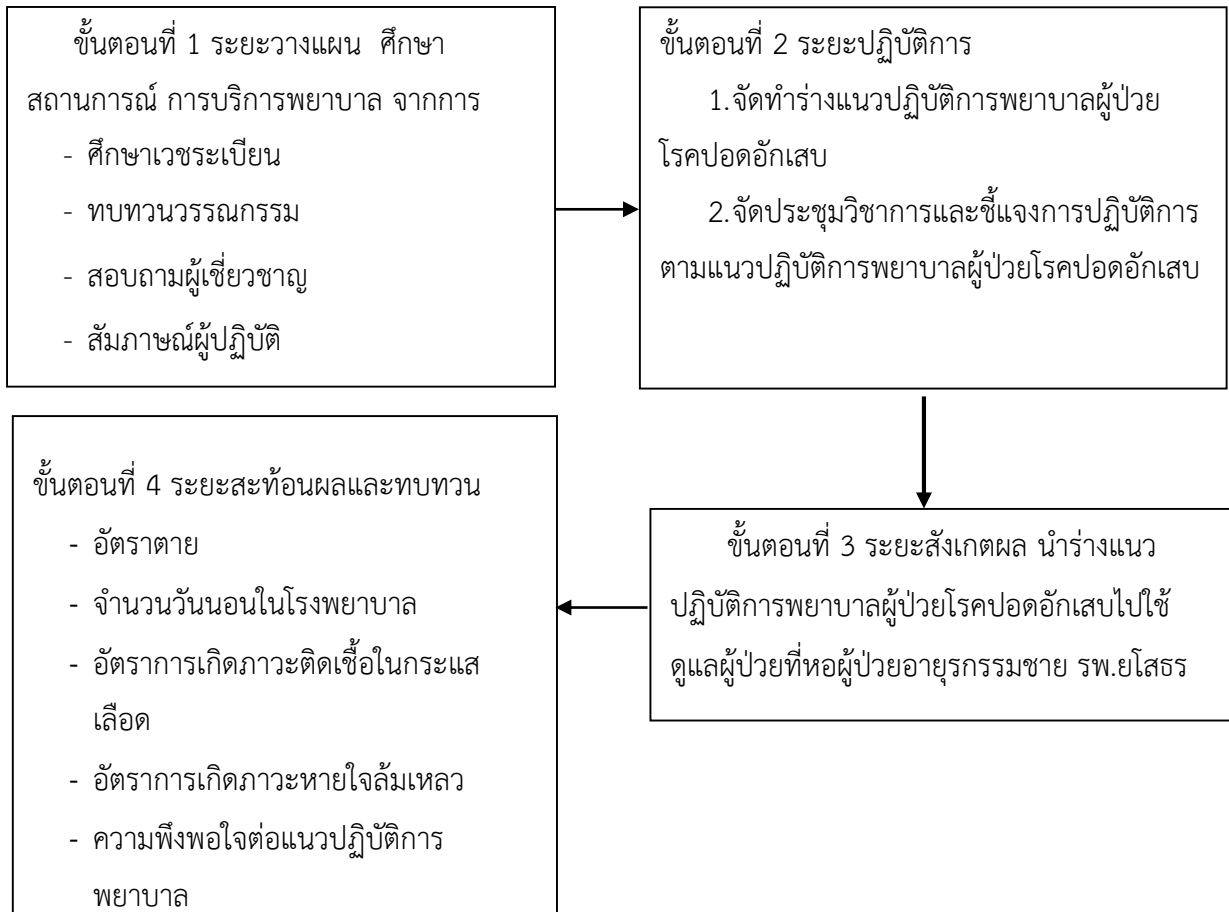 ขั้นตอนที่ 1 ระยะวางแผน ศึกษา
สถานการณ์ การบริการพยาบาล จากการ
- ศึกษาเวชระเบียน
- ทบทวนวรรณกรรม
- สอบถามผู้เชี่ยวชาญ
- สัมภาษณ์ผู้ปฏิบัติ
ขั้นตอนที่ 2 ระยะปฏิบัติการ
1.จัดทำร่างแนวปฏิบัติการพยาบาลผู้ป่วย
โรคปอดอักเสบ
2.จัดประชุมวิชาการและชี้แจงการปฏิบัติการ
ตามแนวปฏิบัติการพยาบาลผู้ป่วยโรคปอดอักเสบ
ขั้นตอนที่ 3 ระยะสังเกตผล นำร่างแนว
ปฏิบัติการพยาบาลผู้ป่วยโรคปอดอักเสบไปใช้
ดูแลผู้ป่วยที่หอผู้ป่วยอายุรกรรมชาย รพ.ยโสธร
ขั้นตอนที่ 4 ระยะสะท้อนผลและทบทวน
- อัตราตาย
- จำนวนวันนอนในโรงพยาบาล
- อัตราการเกิดภาวะติดเชื้อในกระแส
เลือด
- อัตราการเกิดภาวะหายใจล้มเหลว
- ความพึงพอใจต่อแนวปฏิบัติการ
พยาบาล